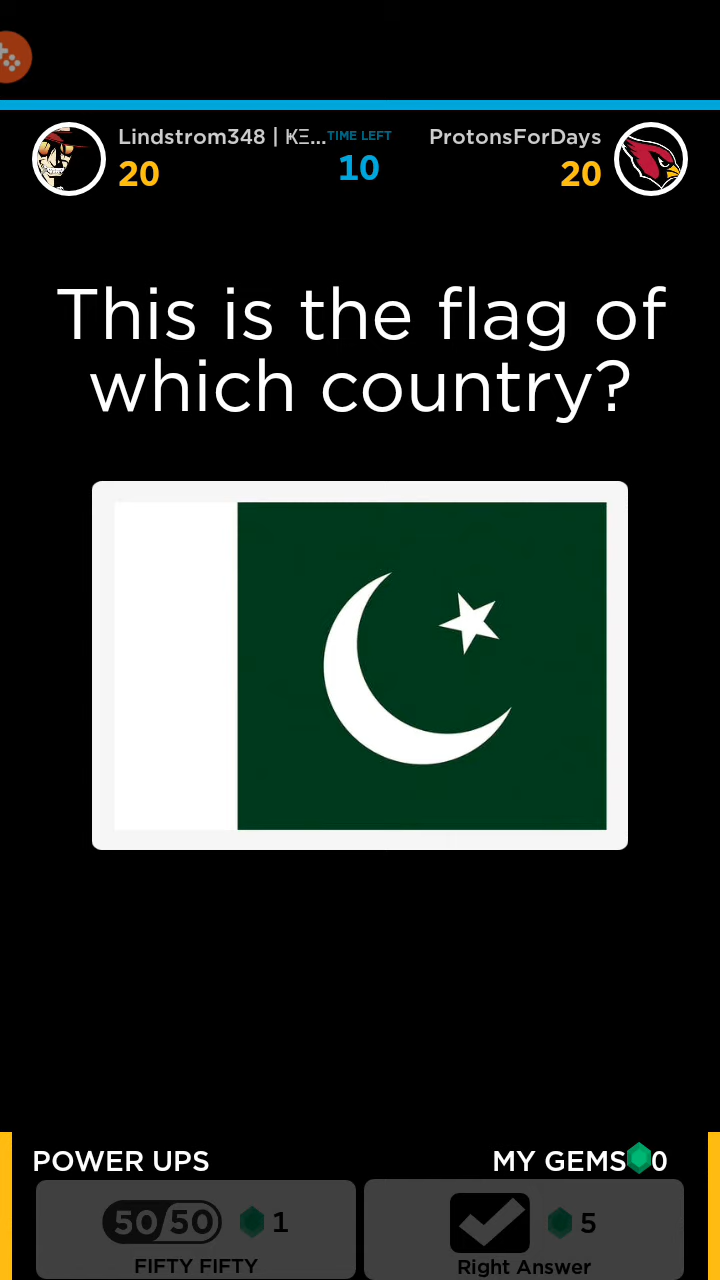 Lindstrom348 | ŁΞ...
TIME LEFT
ProtonsForDays
20
10
20
This is the flag of
which country?
POWER UPS
MY GEMS 0
50/50 1
5
FIFTY FIFTY
Right Answer